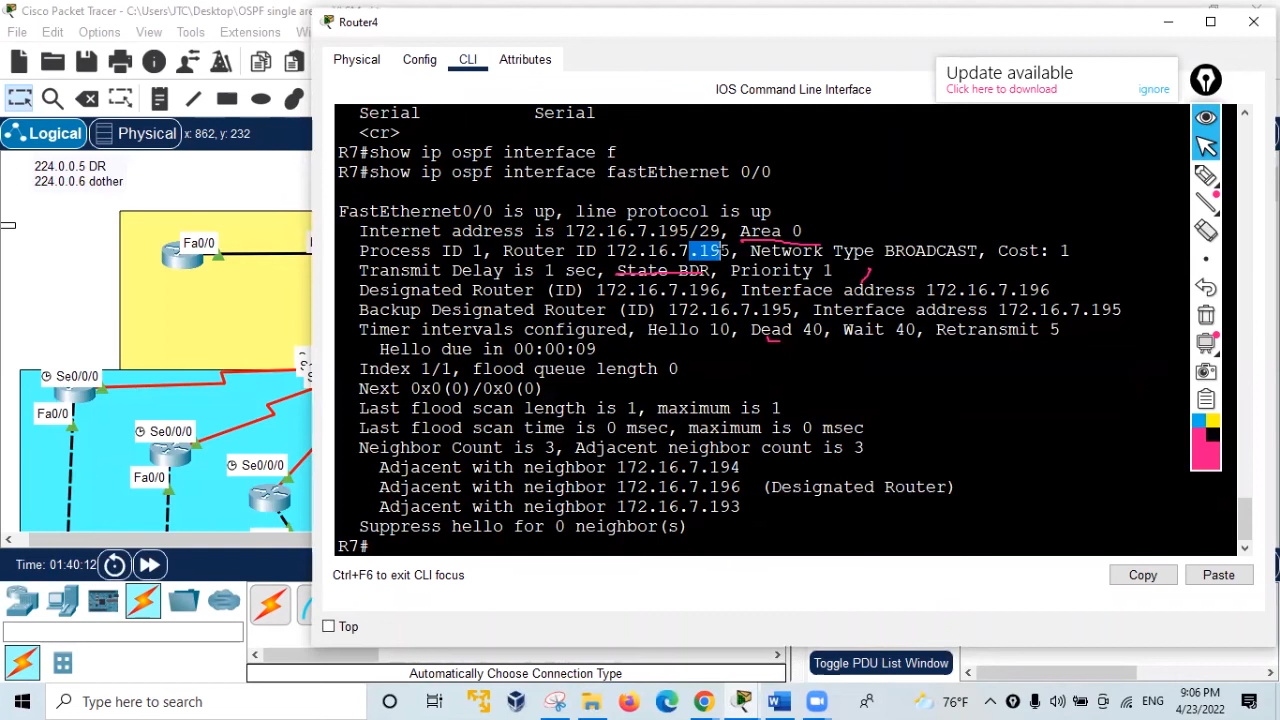 Cisco Packet Tracer - C:\Users\JTC\Desktop\OSPF single ar
Router4
File Edit Options View Tools Extensions Wi
Physical Config CLI Attributes
Update available
Click here to download ignore
IOS Command Line Interface
Logical Physical x: 862, y: 232
224.0.0.5 DR
224.0.0.6 dother
Fa0/0
Se0/0/0
Fa0/0
Se0/0/0
Fa0/0
Se0/0/0
Serial Serial
<cr>
R7#show ip ospf interface f
R7#show ip ospf interface fastEthernet 0/0
FastEthernet0/0 is up, line protocol is up
Internet address is 172.16.7.195/29, Area 0
Process ID 1, Router ID 172.16.7.195, Network Type BROADCAST, Cost: 1
Transmit Delay is 1 sec, State BDR, Priority 1
Designated Router (ID) 172.16.7.196, Interface address 172.16.7.196
Backup Designated Router (ID) 172.16.7.195, Interface address 172.16.7.195
Timer intervals configured, Hello 10, Dead 40, Wait 40, Retransmit 5
Hello due in 00:00:09
Index 1/1, flood queue length 0
Next 0x0(0)/0x0(0)
Last flood scan length is 1, maximum is 1
Last flood scan time is 0 msec, maximum is 0 msec
Neighbor Count is 3, Adjacent neighbor count is 3
Adjacent with neighbor 172.16.7.194
Adjacent with neighbor 172.16.7.196 (Designated Router)
Adjacent with neighbor 172.16.7.193
Suppress hello for 0 neighbor(s)
R7#
Ctrl+F6 to exit CLI focus
Copy Paste
Top
Time: 01:40:12
Automatically Choose Connection Type
Toggle PDU List Window
Type here to search
76°F ENG
9:06 PM
4/23/2022